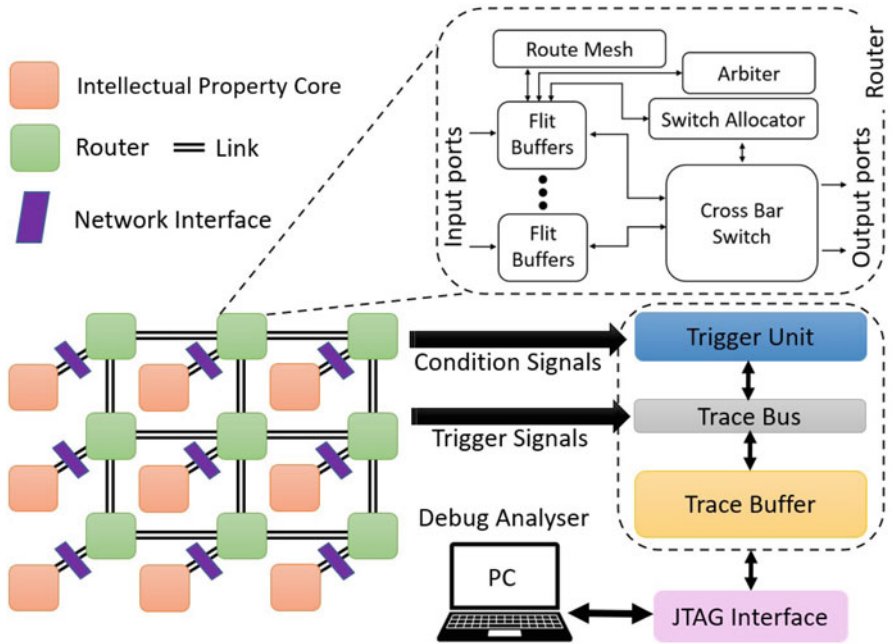 Intellectual Property Core
Router
Link
Network Interface
Route Mesh
Arbiter
Router
Flit
Buffers
Switch Allocator
Input ports
Output ports
Cross Bar
Switch
Flit
Buffers
Condition Signals
Trigger Unit
Trigger Signals
Trace Bus
Trace Buffer
Debug Analyser
PC
JTAG Interface